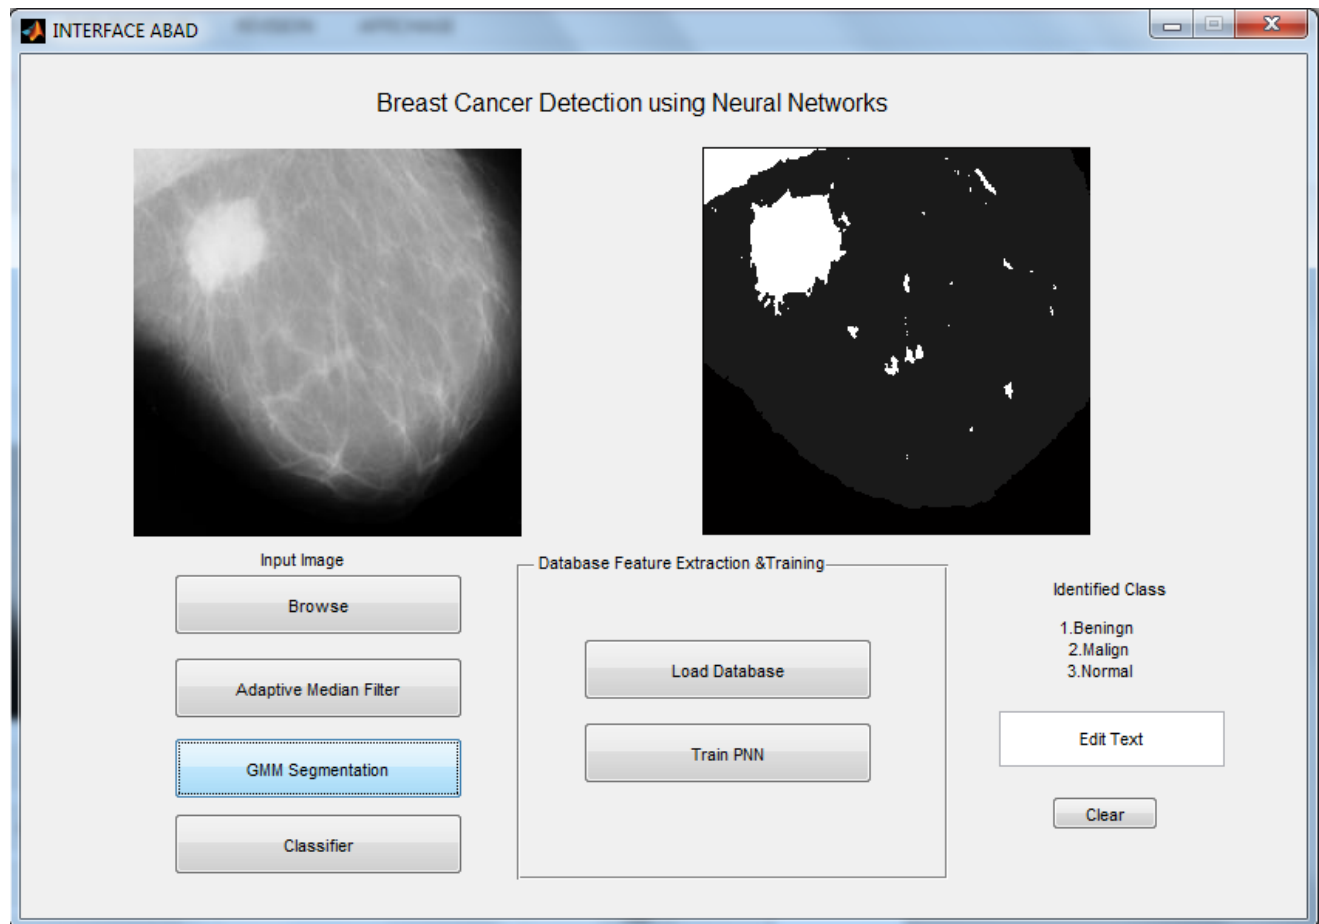 INTERFACE ABAD
AFFICHAGE
Breast Cancer Detection using Neural Networks
Input Image
Browse
Adaptive Median Filter
GMM Segmentation
Classifier
Database Feature Extraction &Training
Load Database
Train PNN
Identified Class
1.Beningn
2.Malign
3.Normal
Edit Text
Clear